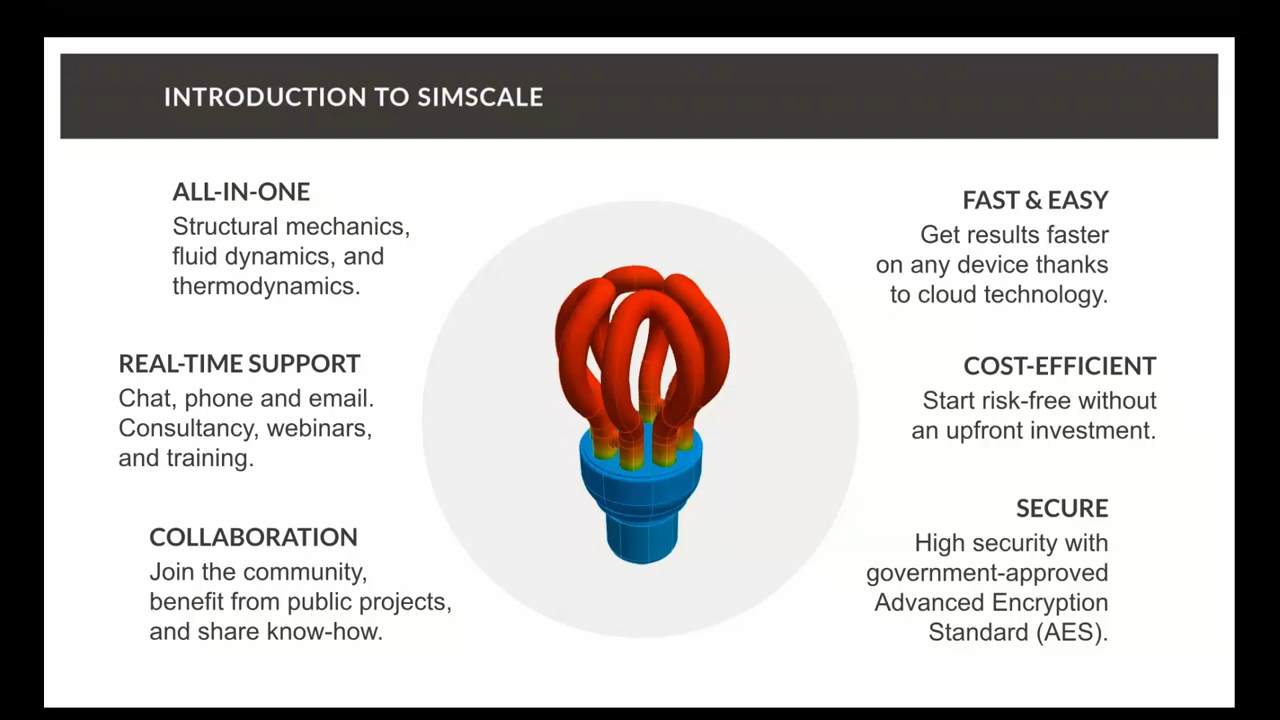 INTRODUCTION TO SIMSCALE
ALL-IN-ONE
Structural mechanics,
fluid dynamics, and
thermodynamics.
REAL-TIME SUPPORT
Chat, phone and email.
Consultancy, webinars,
and training.
COLLABORATION
Join the community,
benefit from public projects,
and share know-how.
FAST & EASY
Get results faster
on any device thanks
to cloud technology.
COST-EFFICIENT
Start risk-free without
an upfront investment.
SECURE
High security with
government-approved
Advanced Encryption
Standard (AES).